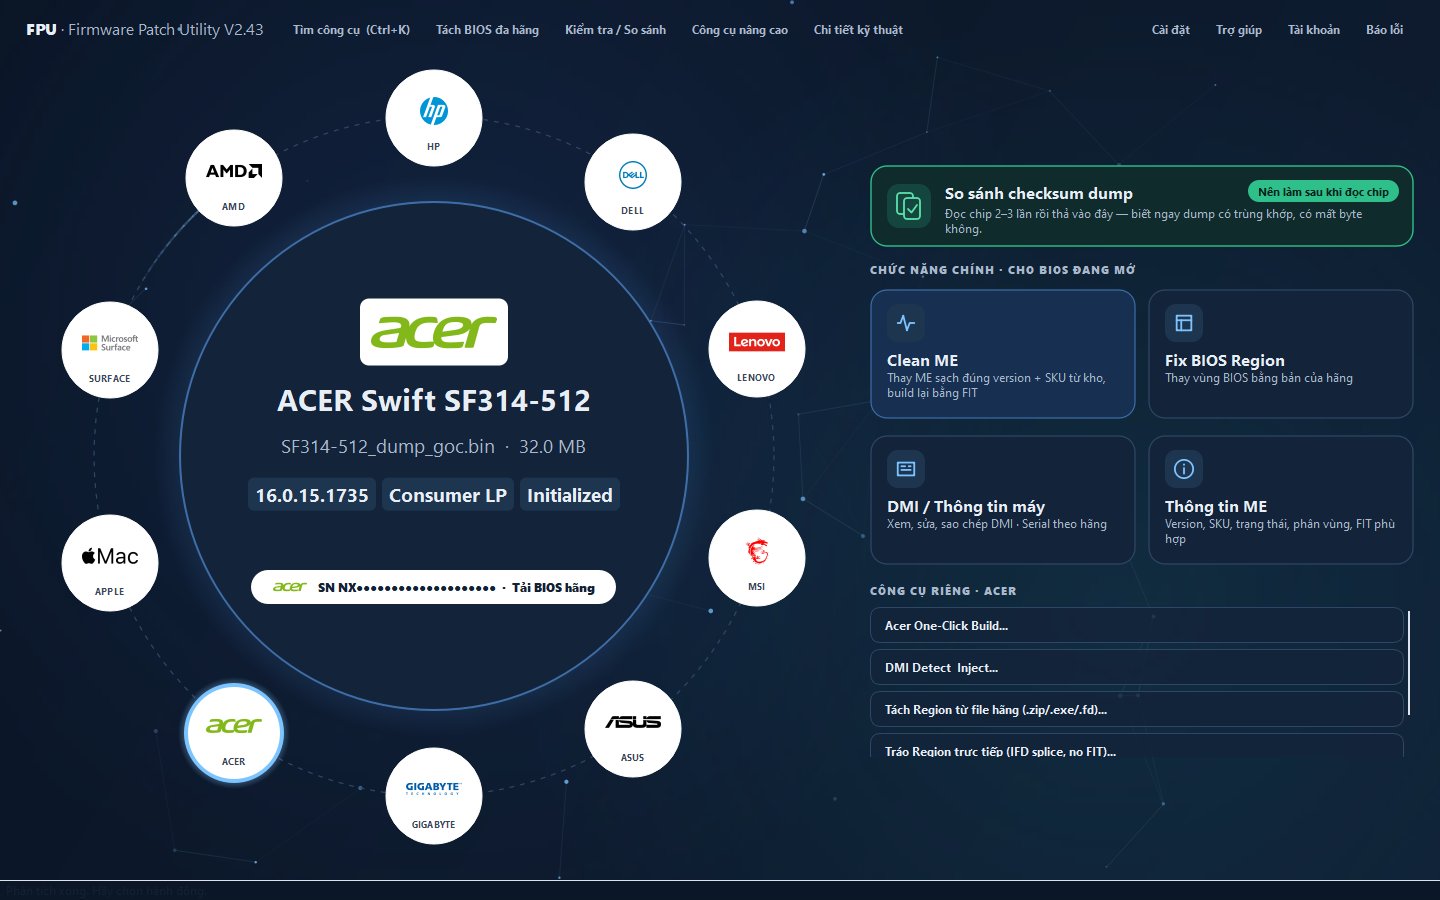 FPU · Firmware Patch Utility V2.43
Tìm công cụ (Ctrl+K)
Tách BIOS đa hãng
Kiểm tra / So sánh
Công cụ nâng cao
Chi tiết kỹ thuật
Cài đặt
Trợ giúp
Tài khoản
Báo lỗi
hp
HP
AMD
AMD
DELL
DELL
Microsoft
Surface
SURFACE
Lenovo
LENOVO
Mac
APPLE
MSI
acer
ACER
ASUS
ASUS
GIGABYTE
TECHNOLOGY
GIGABYTE
acer
ACER Swift SF314-512
SF314-512_dump_goc.bin · 32.0 MB
16.0.15.1735
Consumer LP
Initialized
acer SN NX•••••••••••••••••••• · Tải BIOS hãng
So sánh checksum dump
Nên làm sau khi đọc chip
Đọc chip 2–3 lần rồi thả vào đây — biết ngay dump có trùng khớp, có mất byte
không.
CHỨC NĂNG CHÍNH · CHO BIOS ĐANG MỞ
Clean ME
Thay ME sạch đúng version + SKU từ kho,
build lại bằng FIT
Fix BIOS Region
Thay vùng BIOS bằng bản của hãng
DMI / Thông tin máy
Xem, sửa, sao chép DMI · Serial theo hãng
Thông tin ME
Version, SKU, trạng thái, phân vùng, FIT phù
hợp
CÔNG CỤ RIÊNG · ACER
Acer One-Click Build...
DMI Detect  Inject...
Tách Region từ file hãng (.zip/.exe/.fd)...
Tráo Region trực tiếp (IFD splice, no FIT)...
Phân tích xong. Hãy chọn hành động.